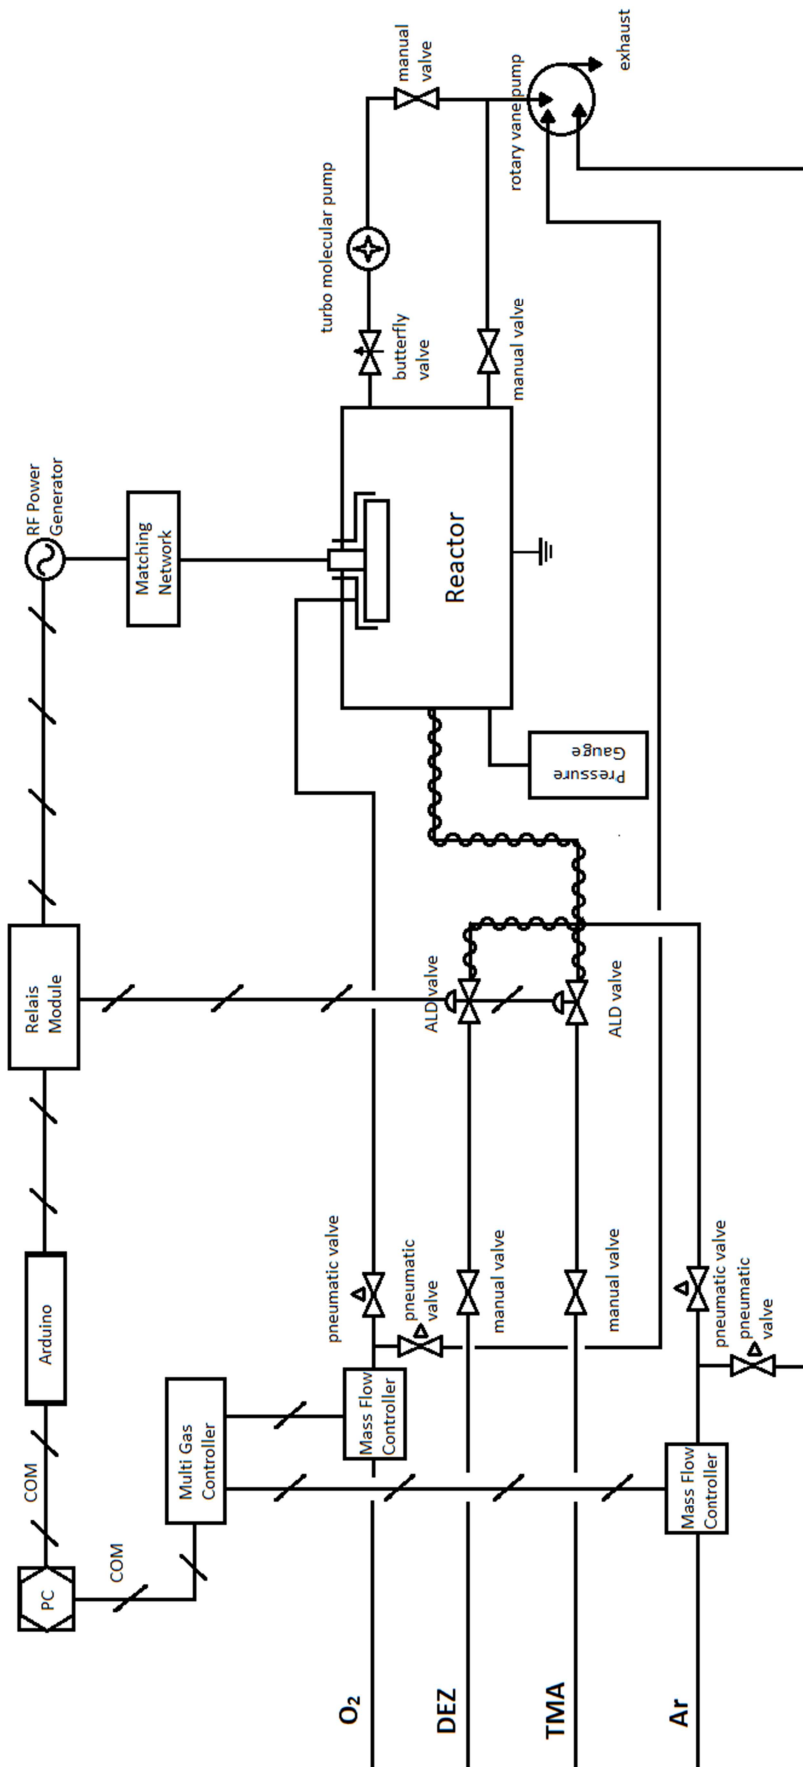 PC
COM
Arduino
Relais
Module
RF Power
Generator
COM
Multi Gas
Controller
Matching
Network
O₂
Mass Flow
Controller
pneumatic valve
pneumatic
valve
turbo molecular pump
butterfly
valve
manual
valve
DEZ
manual valve
ALD valve
Reactor
manual valve
rotary vane pump
exhaust
TMA
manual valve
ALD valve
Pressure
Gauge
Ar
Mass Flow
Controller
pneumatic valve
pneumatic
valve